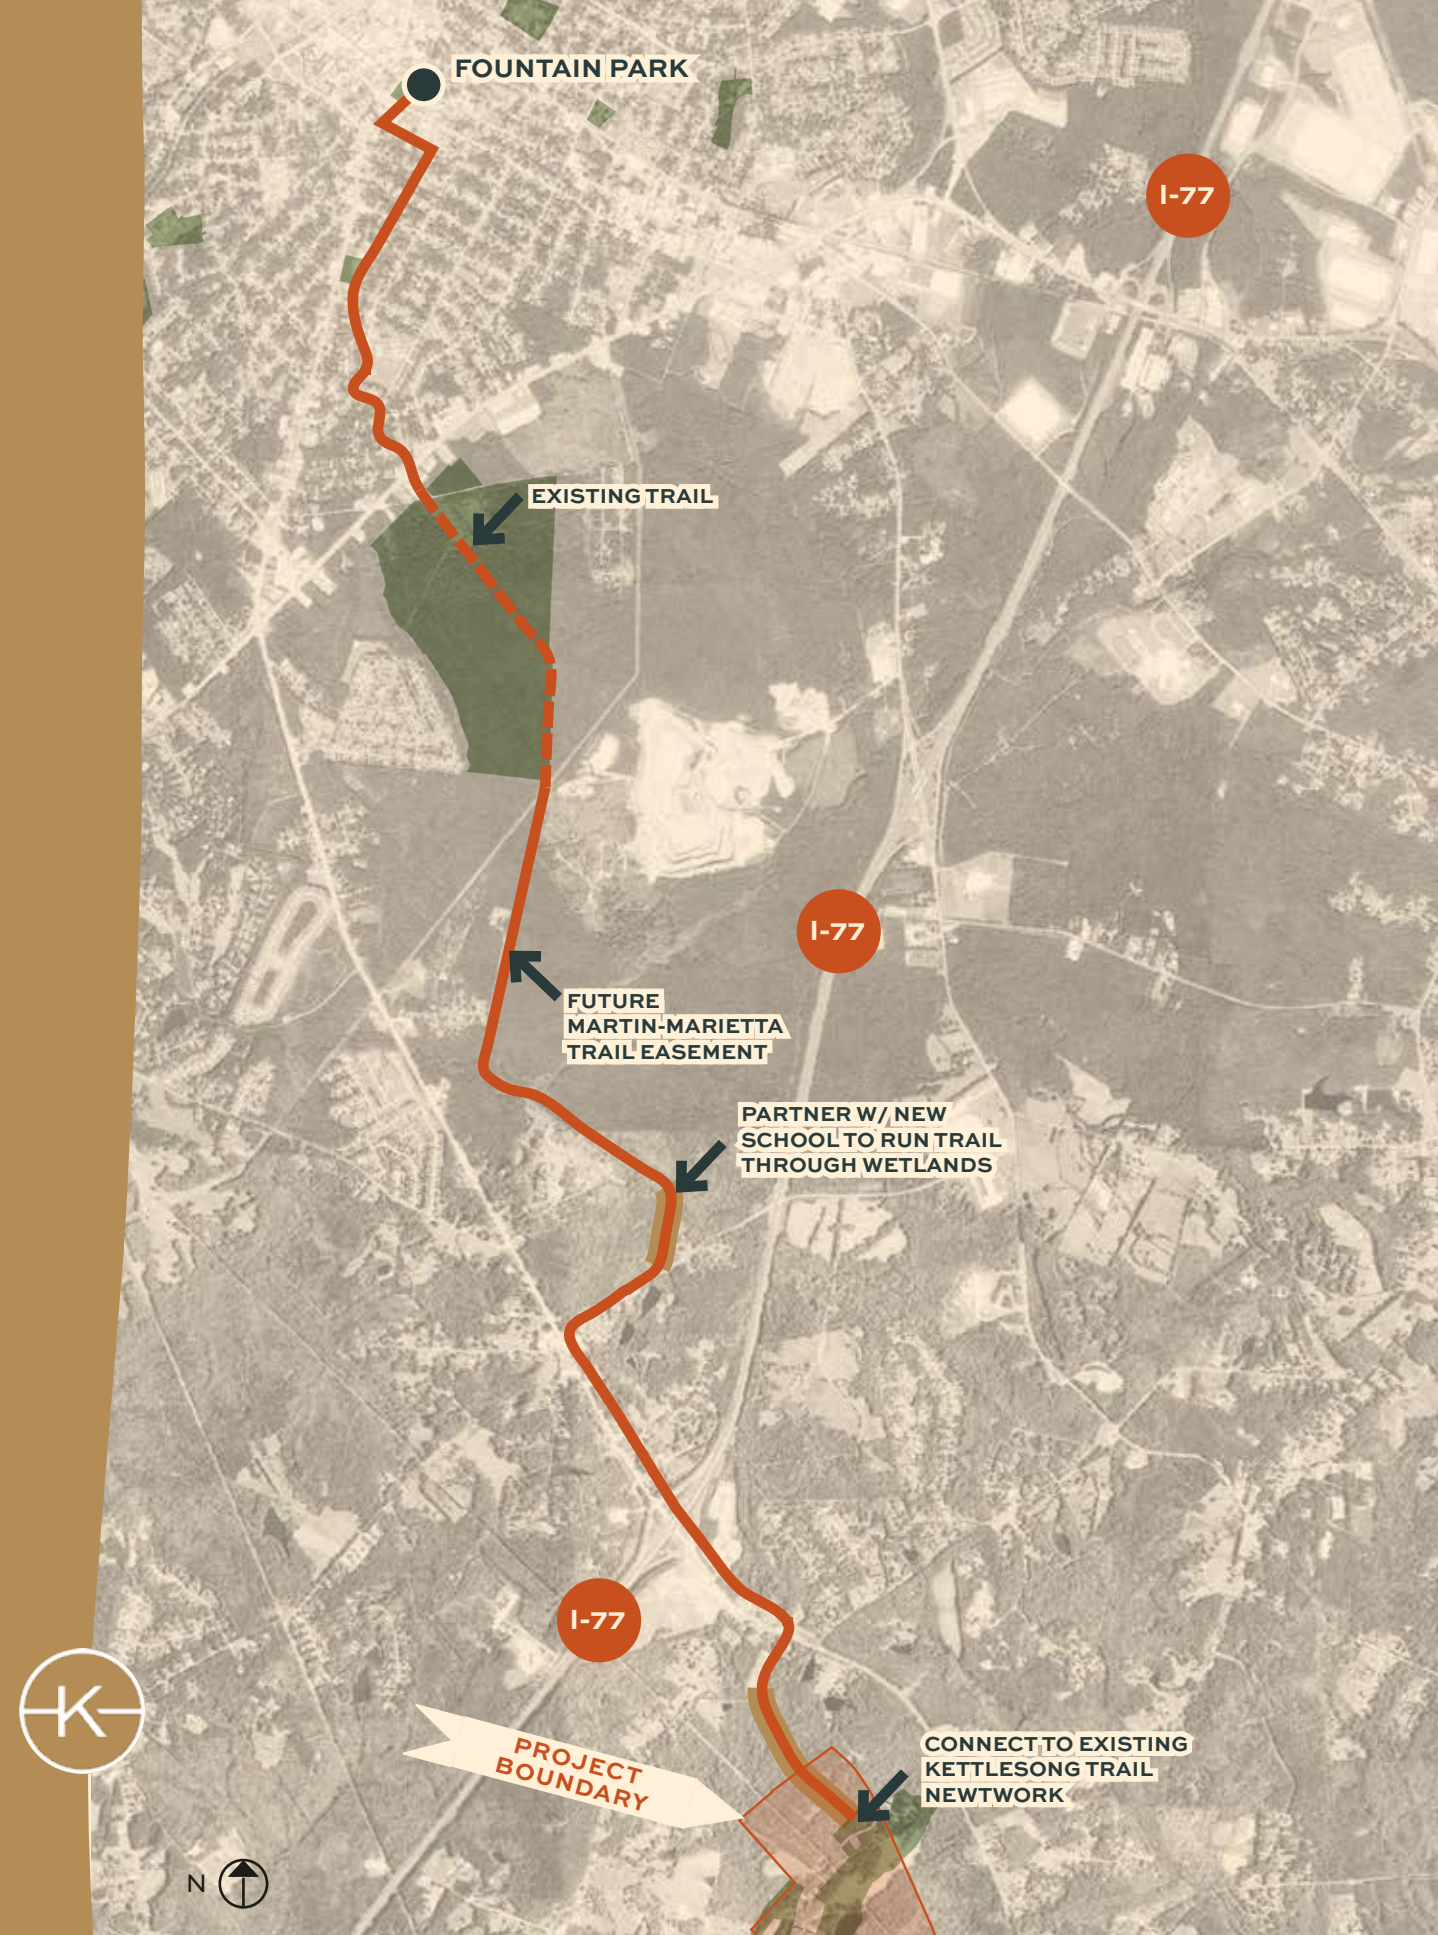 FOUNTAIN PARK
I-77
EXISTING TRAIL
I-77
FUTURE
MARTIN-MARIETTA
TRAIL EASEMENT
PARTNER W/ NEW
SCHOOL TO RUN TRAIL
THROUGH WETLANDS
I-77
K
PROJECT
BOUNDARY
CONNECT TO EXISTING
KETTLESONG TRAIL
NEWTWORK
N